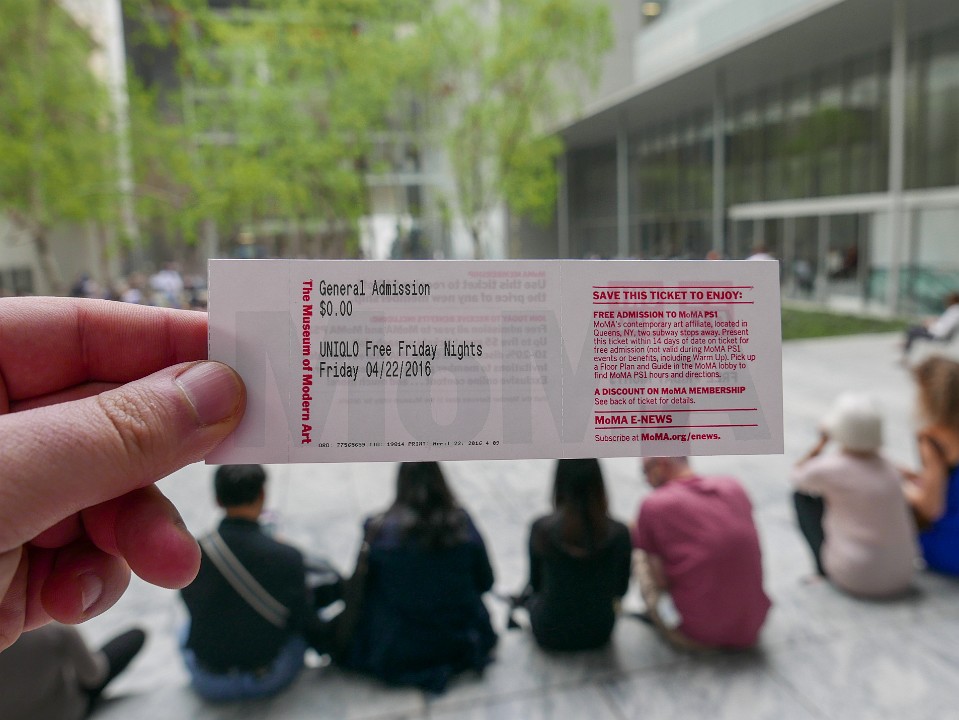 The Museum of Modern Art
General Admission
$0.00
UNIQLO Free Friday Nights
Friday 04/22/2016
SAVE THIS TICKET TO ENJOY:
FREE ADMISSION TO MoMA PS1
MoMA's contemporary art affiliate, located in
Queens, NY, two subway stops away. Present
this ticket within 14 days of date on ticket for
free admission (not valid during MoMA PS1
events or benefits, including Warm Up). Pick up
a Floor Plan and Guide in the MoMA lobby to
find MoMA PS1 hours and directions.
A DISCOUNT ON MoMA MEMBERSHIP
See back of ticket for details.
MoMA E-NEWS
Subscribe at MoMA.org/enews.